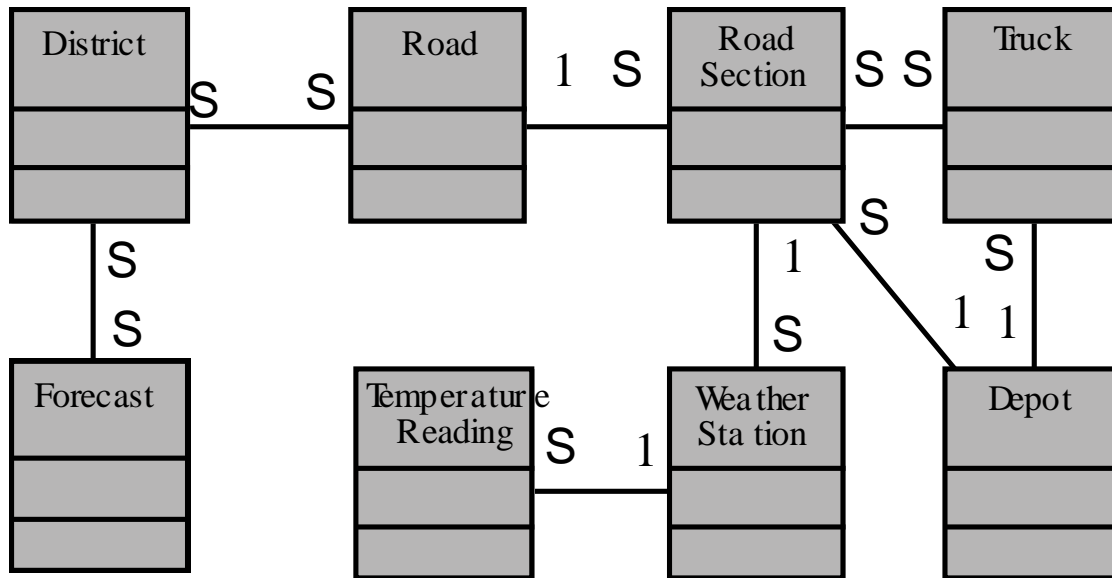 District
Road
Road
Section
Truck
S
S
1
S
S
S
S
S
1
S
S
S
1
1
Forecast
Temperature
Reading
Weather
Station
Depot
S
1